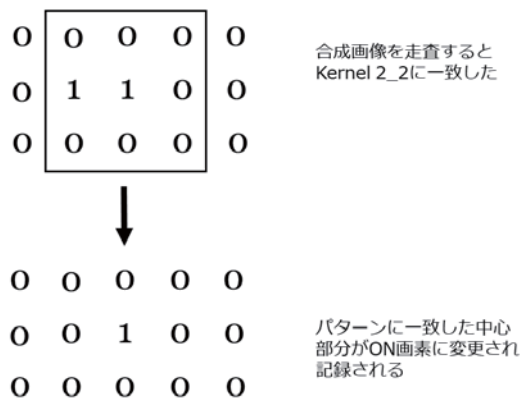 0 0 0 0 0
合成画像を走査すると
0 1 1 0 0
Kernel 2_2に一致した
0 0 0 0 0
0 0 0 0 0
0 0 1 0 0
パターンに一致した中心
部分がON画素に変更され
記録される
0 0 0 0 0